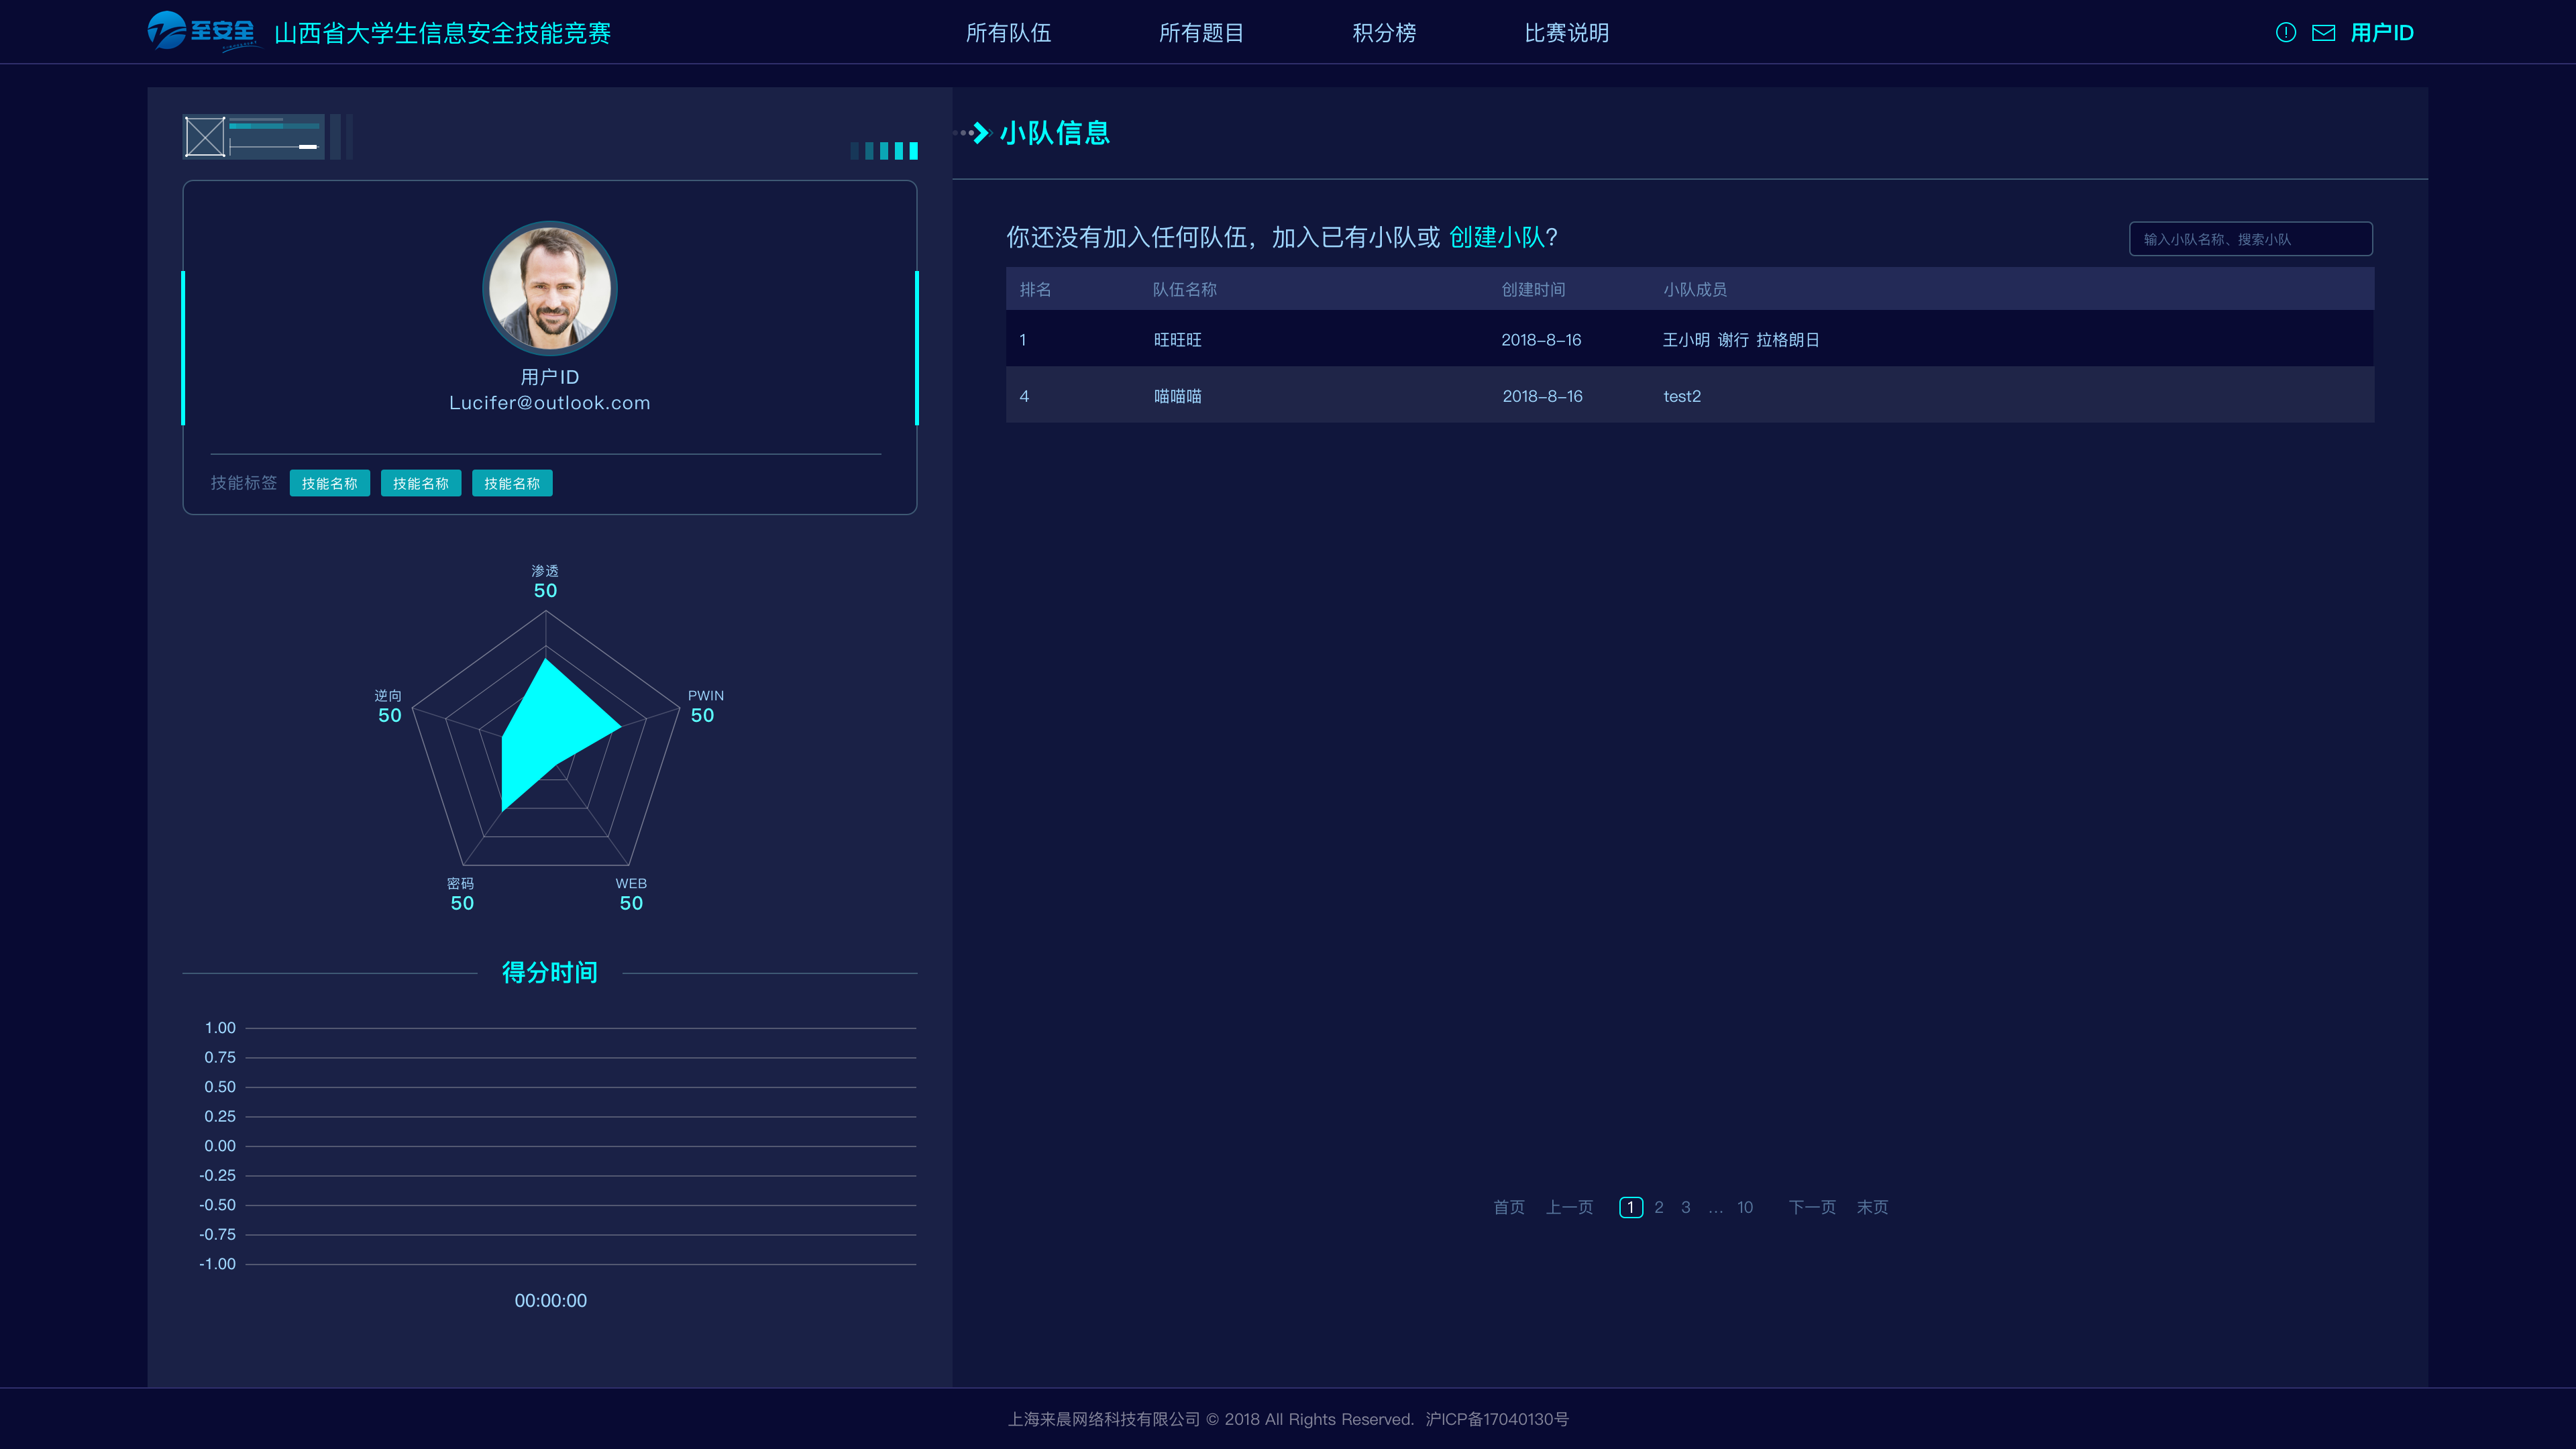 至安全 山西省大学生信息安全技能竞赛 所有队伍 所有题目 积分榜 比赛说明 用户ID
小队信息
你还没有加入任何队伍，加入已有小队或 创建小队?
输入小队名称、搜索小队
排名 队伍名称 创建时间 小队成员
1 旺旺旺 2018-8-16 王小明 谢行 拉格朗日
4 喵喵喵 2018-8-16 test2
首页 上一页 1 2 3 ... 10 下一页 末页
用户ID
Lucifer@outlook.com
技能标签 技能名称 技能名称 技能名称
渗透
50
逆向
50
PWIN
50
密码
50
WEB
50
得分时间
1.00
0.75
0.50
0.25
0.00
-0.25
-0.50
-0.75
-1.00
00:00:00
上海来晨网络科技有限公司 © 2018 All Rights Reserved. 沪ICP备17040130号